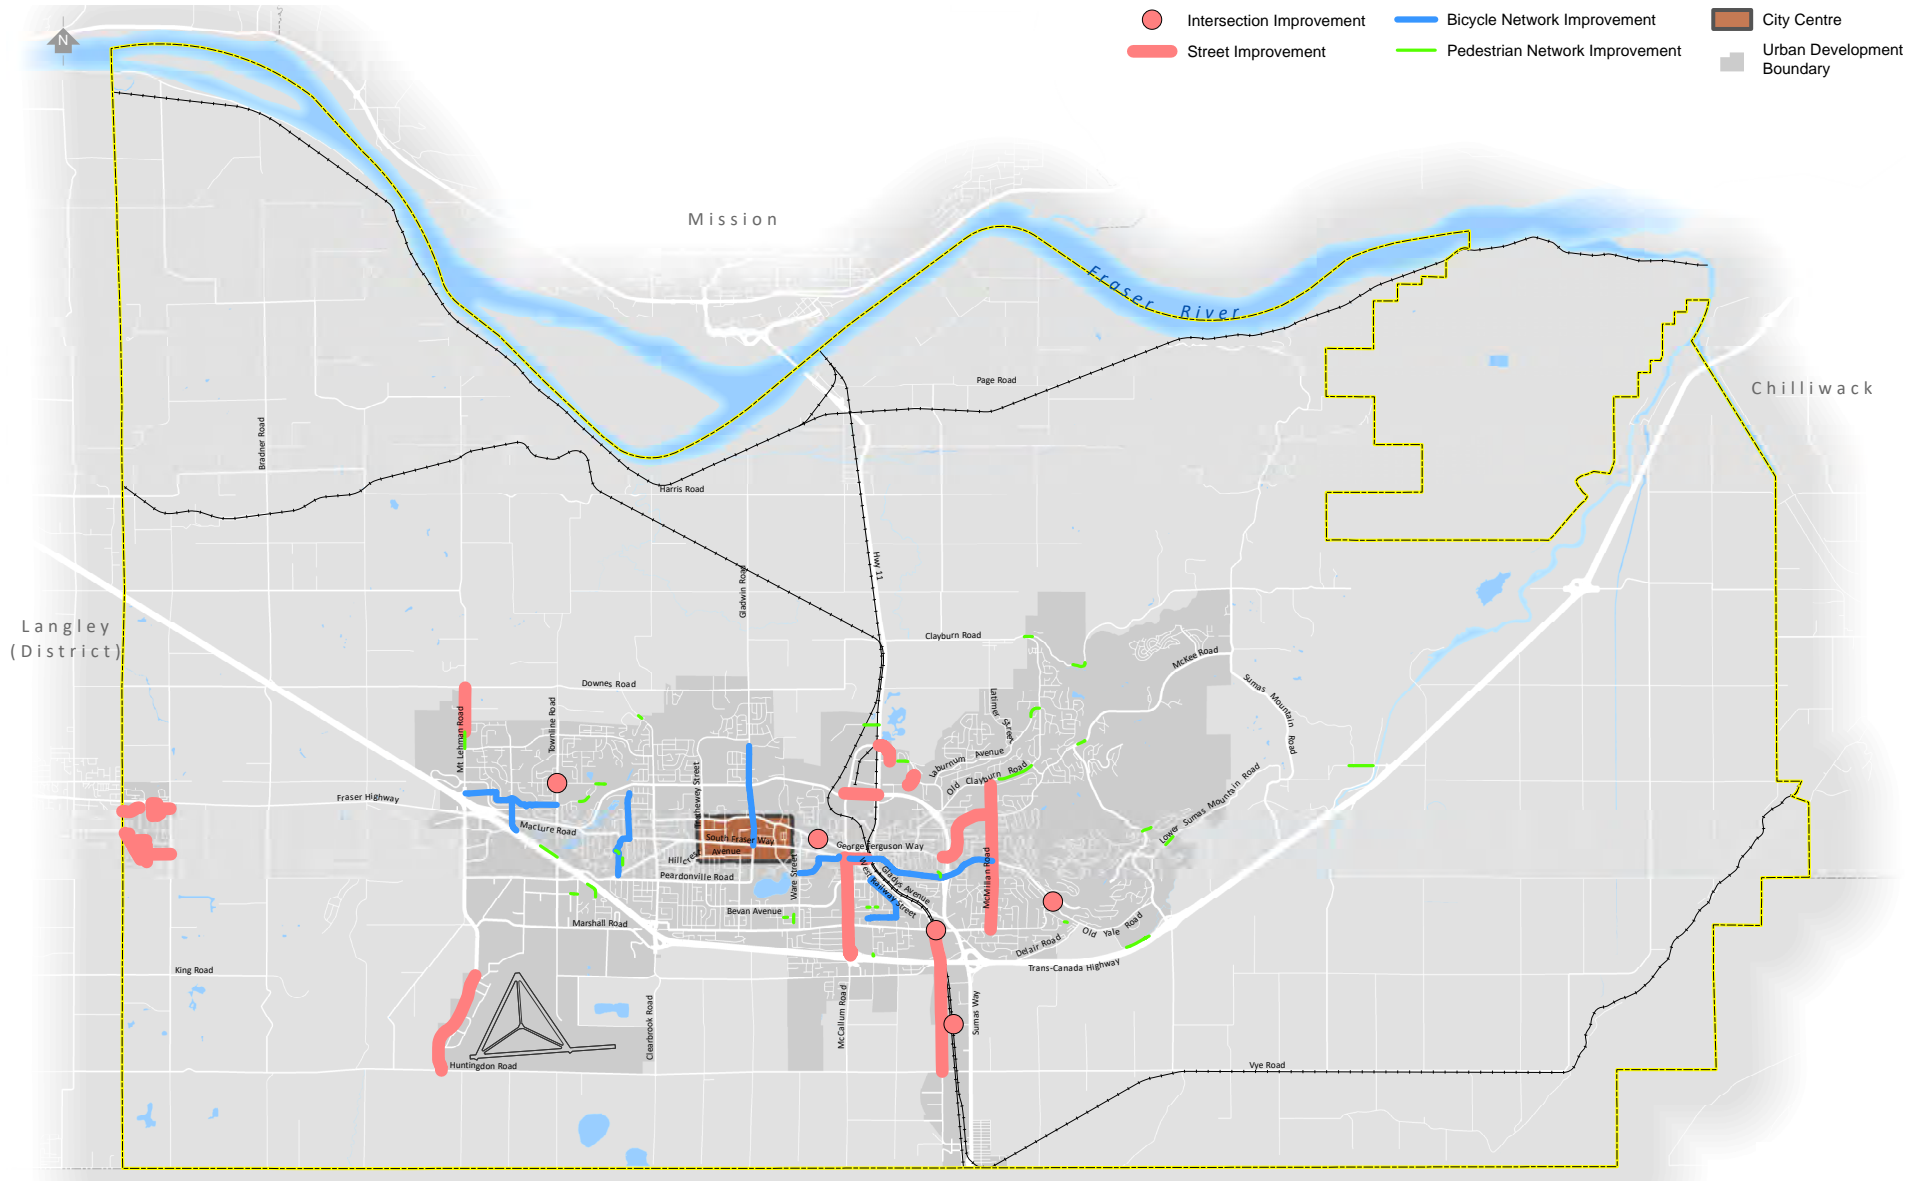 Intersection Improvement
Bicycle Network Improvement
City Centre
Street Improvement
Pedestrian Network Improvement
Urban Development
Boundary
N
Mission
Fraser River
Chilliwack
Page Road
Bradner Road
Harris Road
Hwy 11
Gladwin Road
Langley
(District)
Clayburn Road
McKee Road
Sumas Mountain Road
Downes Road
Latimer Street
Mt Lehman Road
Townline Road
Laburnum Avenue
Old Clayburn Road
Trethewey Street
Lower Sumas Mountain Road
Fraser Highway
Maclure Road
South Fraser Way
George Ferguson Way
Hillcrest Avenue
Peardonville Road
Ware Street
West Railway Street
Gladys Avenue
McMillan Road
Bevan Avenue
Marshall Road
Old Yale Road
Delair Road
Trans-Canada Highway
King Road
Clearbrook Road
McCallum Road
Sumas Way
Huntingdon Road
Vye Road